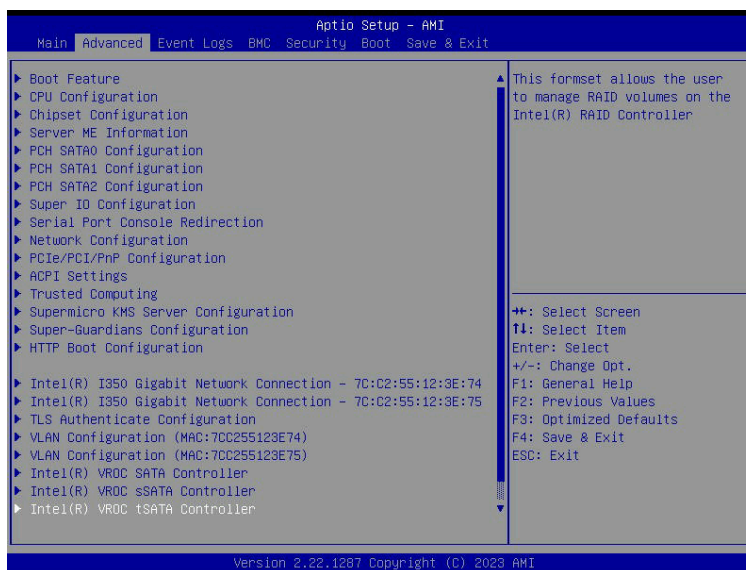 Aptio Setup – AMI
Main Advanced Event Logs BMC Security Boot Save & Exit
Boot Feature
CPU Configuration
Chipset Configuration
Server ME Information
PCH SATA0 Configuration
PCH SATA1 Configuration
PCH SATA2 Configuration
Super IO Configuration
Serial Port Console Redirection
Network Configuration
PCIe/PCI/PnP Configuration
ACPI Settings
Trusted Computing
Supermicro KMS Server Configuration
Super-Guardians Configuration
HTTP Boot Configuration
Intel(R) I350 Gigabit Network Connection – 7C:C2:55:12:3E:74
Intel(R) I350 Gigabit Network Connection – 7C:C2:55:12:3E:75
TLS Authenticate Configuration
VLAN Configuration (MAC:7CC255123E74)
VLAN Configuration (MAC:7CC255123E75)
Intel(R) VROC SATA Controller
Intel(R) VROC sSATA Controller
Intel(R) VROC tSATA Controller
This formset allows the user
to manage RAID volumes on the
Intel(R) RAID Controller
→←: Select Screen
↑↓: Select Item
Enter: Select
+/-: Change Opt.
F1: General Help
F2: Previous Values
F3: Optimized Defaults
F4: Save & Exit
ESC: Exit
Version 2.22.1287 Copyright (C) 2023 AMI